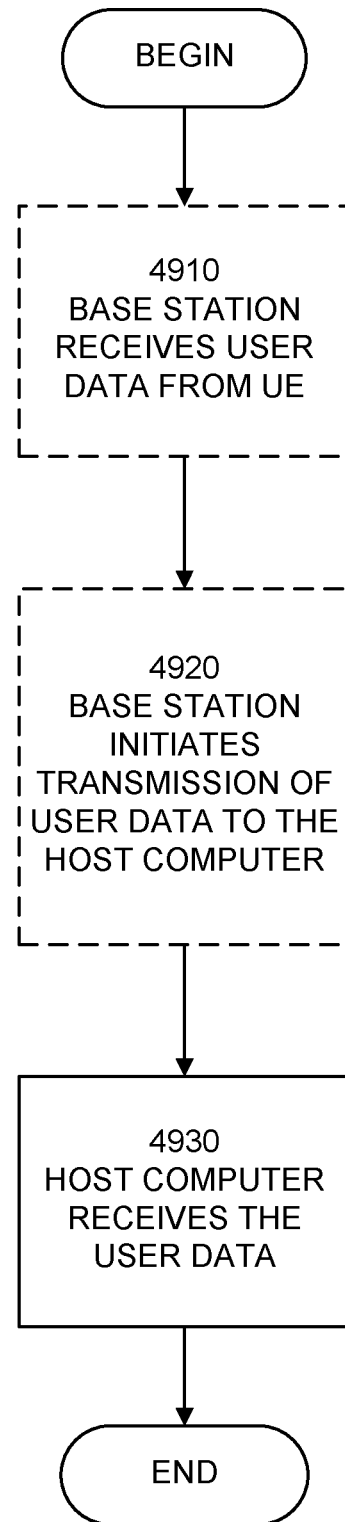 BEGIN
4910
BASE STATION
RECEIVES USER
DATA FROM UE
4920
BASE STATION
INITIATES
TRANSMISSION OF
USER DATA TO THE
HOST COMPUTER
4930
HOST COMPUTER
RECEIVES THE
USER DATA
END